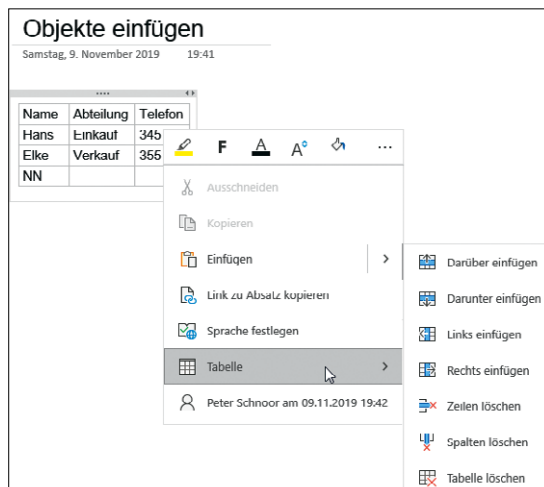 Objekte einfügen
Samstag, 9. November 2019 19:41
Name Abteilung Telefon
Hans Einkauf 345
Elke Verkauf 355
NN
F A A ...
Ausschneiden
Kopieren
Einfügen
Link zu Absatz kopieren
Sprache festlegen
Tabelle
Peter Schnoor am 09.11.2019 19:42
Darüber einfügen
Darunter einfügen
Links einfügen
Rechts einfügen
Zeilen löschen
Spalten löschen
Tabelle löschen